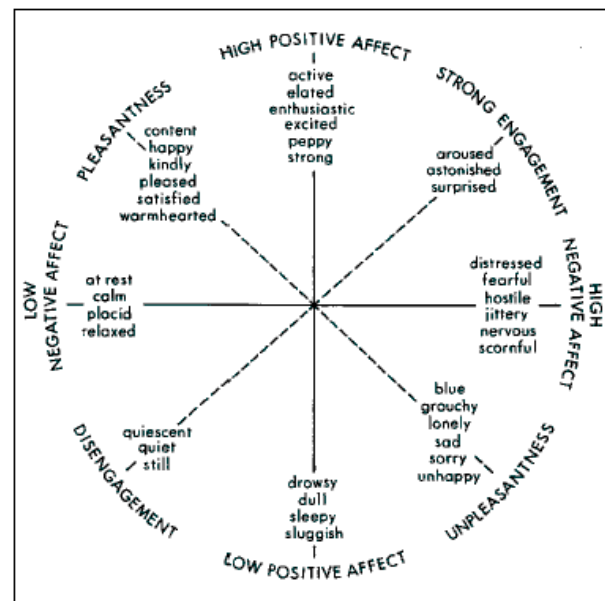 HIGH POSITIVE AFFECT
active
elated
enthusiastic
excited
peppy
strong
STRONG ENGAGEMENT
aroused
astonished
surprised
PLEASANTNESS
content
happy
kindly
pleased
satisfied
warmhearted
LOW
NEGATIVE AFFECT
at rest
calm
placid
relaxed
HIGH
NEGATIVE AFFECT
distressed
fearful
hostile
jittery
nervous
scornful
DISENGAGEMENT
quiescent
quiet
still
UNPLEASANTNESS
blue
grouchy
lonely
sad
sorry
unhappy
drowsy
dull
sleepy
sluggish
LOW POSITIVE AFFECT